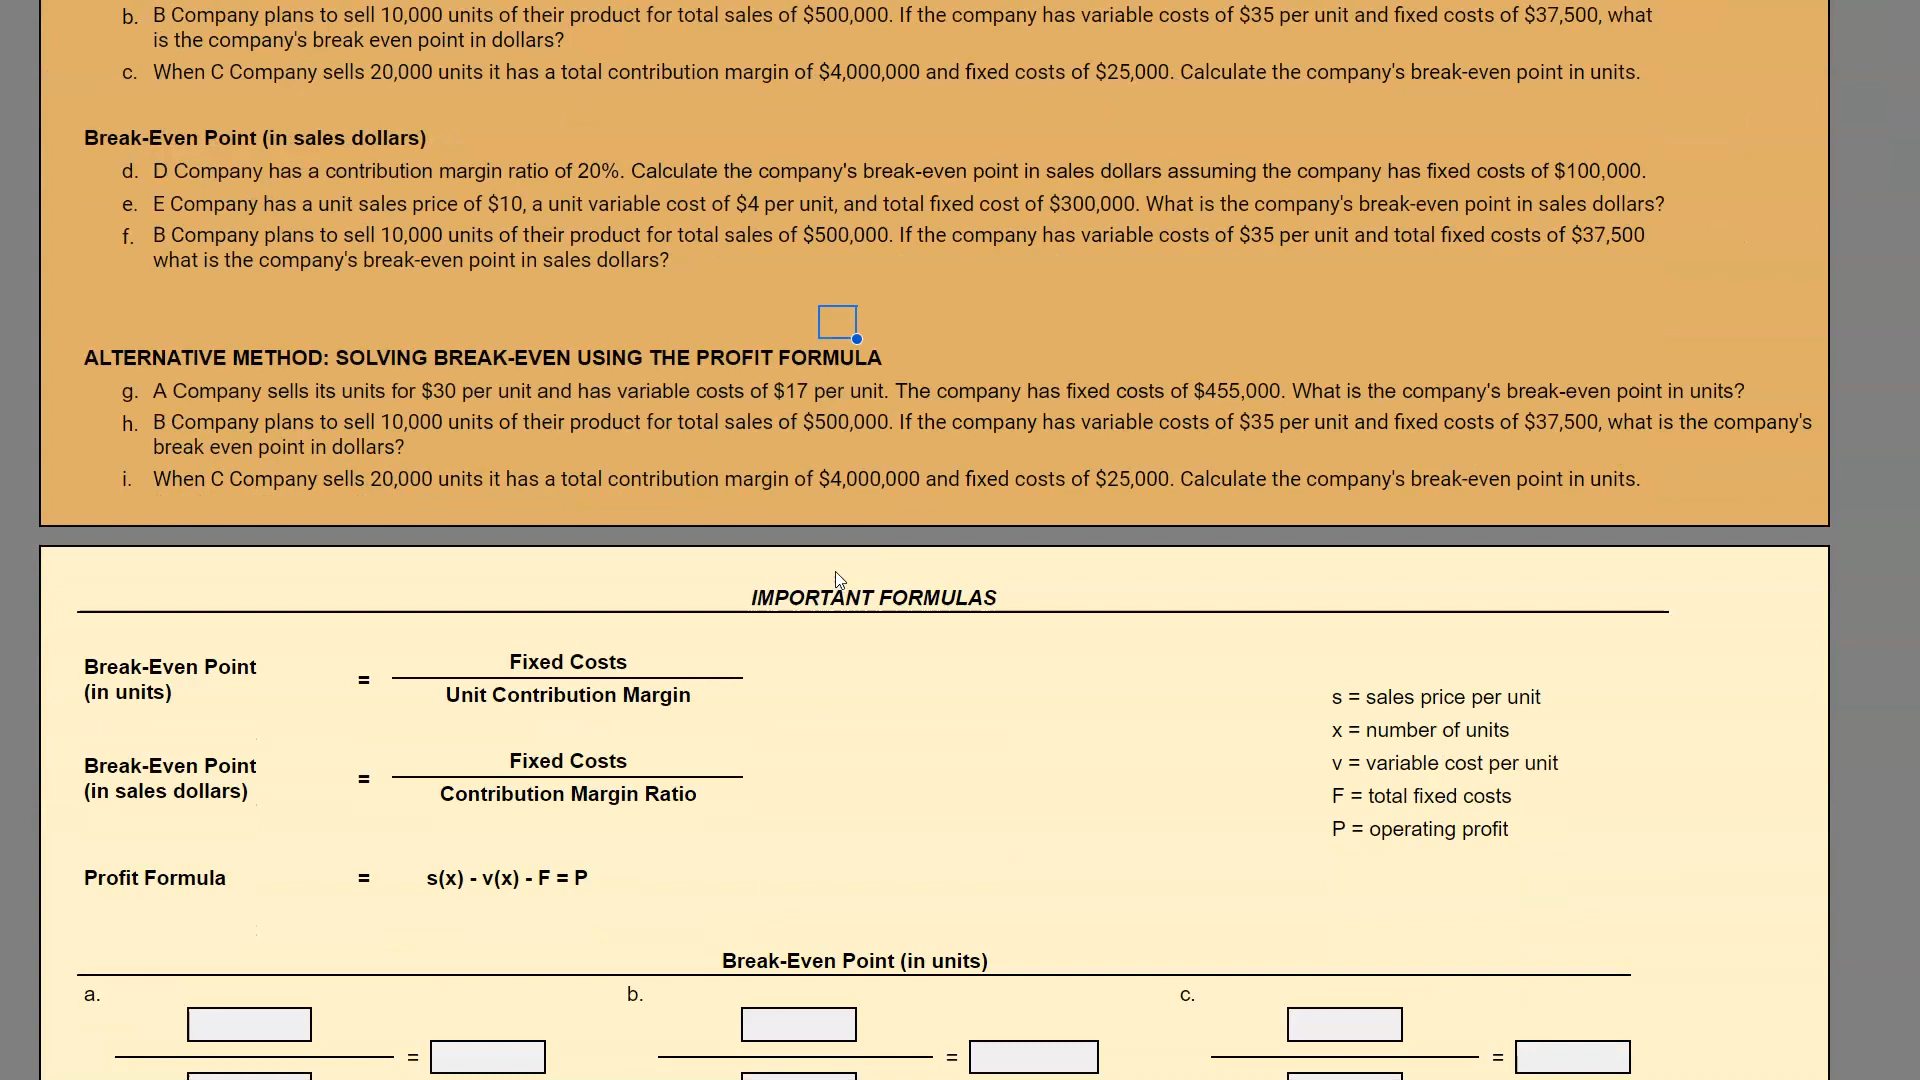 b. B Company plans to sell 10,000 units of their product for total sales of $500,000. If the company has variable costs of $35 per unit and fixed costs of $37,500, what
is the company's break even point in dollars?
c. When C Company sells 20,000 units it has a total contribution margin of $4,000,000 and fixed costs of $25,000. Calculate the company's break-even point in units.
Break-Even Point (in sales dollars)
d. D Company has a contribution margin ratio of 20%. Calculate the company's break-even point in sales dollars assuming the company has fixed costs of $100,000.
e. E Company has a unit sales price of $10, a unit variable cost of $4 per unit, and total fixed cost of $300,000. What is the company's break-even point in sales dollars?
f. B Company plans to sell 10,000 units of their product for total sales of $500,000. If the company has variable costs of $35 per unit and total fixed costs of $37,500
what is the company's break-even point in sales dollars?
ALTERNATIVE METHOD: SOLVING BREAK-EVEN USING THE PROFIT FORMULA
g. A Company sells its units for $30 per unit and has variable costs of $17 per unit. The company has fixed costs of $455,000. What is the company's break-even point in units?
h. B Company plans to sell 10,000 units of their product for total sales of $500,000. If the company has variable costs of $35 per unit and fixed costs of $37,500, what is the company's
break even point in dollars?
i. When C Company sells 20,000 units it has a total contribution margin of $4,000,000 and fixed costs of $25,000. Calculate the company's break-even point in units.
IMPORTANT FORMULAS
Break-Even Point
(in units)
=
Fixed Costs
Unit Contribution Margin
Break-Even Point
(in sales dollars)
=
Fixed Costs
Contribution Margin Ratio
Profit Formula = s(x) - v(x) - F = P
s = sales price per unit
x = number of units
v = variable cost per unit
F = total fixed costs
P = operating profit
Break-Even Point (in units)
a. b. c.
= = =